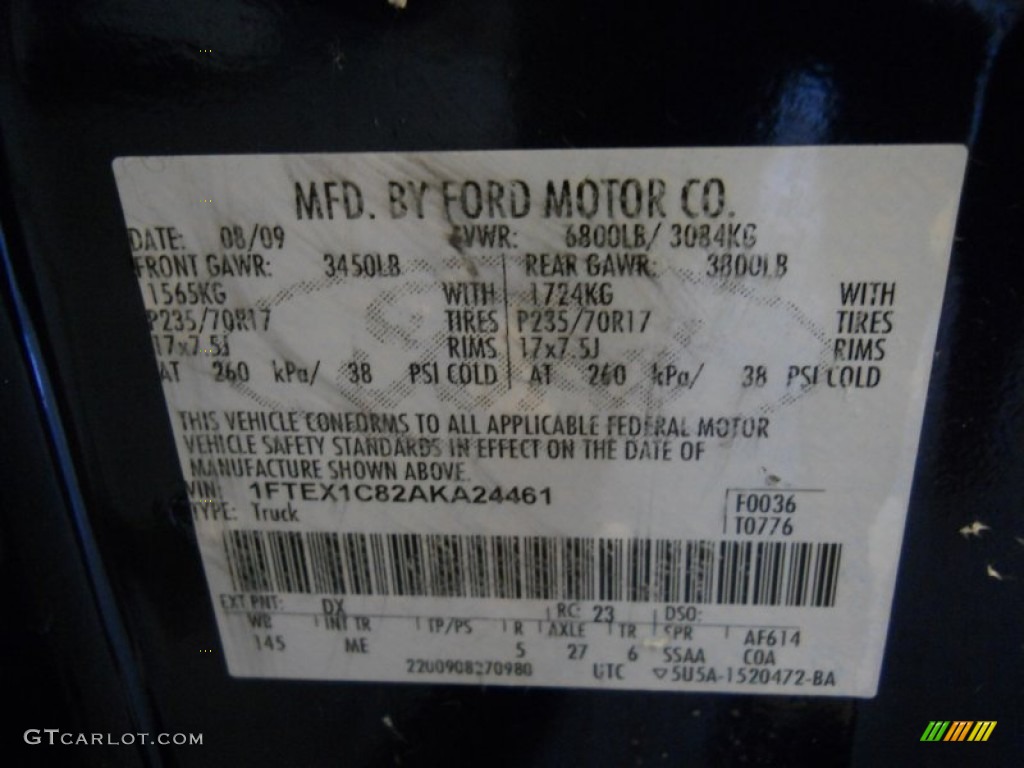 MFD. BY FORD MOTOR CO.
DATE: 08/09 GVWR: 6800LB/ 3084KG
FRONT GAWR: 3450LB REAR GAWR: 3800LB
1565KG WITH 1724KG WITH
P235/70R17 TIRES P235/70R17 TIRES
17x7.5J RIMS 17x7.5J RIMS
AT 260 kPa/ 38 PSI COLD AT 260 kPa/ 38 PSI COLD
THIS VEHICLE CONFORMS TO ALL APPLICABLE FEDERAL MOTOR
VEHICLE SAFETY STANDARDS IN EFFECT ON THE DATE OF
MANUFACTURE SHOWN ABOVE.
VIN: 1FTEX1C82AKA24461 F0036
TYPE: Truck T0776
EXT PNT: DX RC: 23 DSO:
WB INT TR TP/PS R AXLE TR SPR AF614
145 ME 5 27 6 SSAA COA
22U0908270980 UTC ▽5U5A-1520472-BA
GTCARLOT.COM